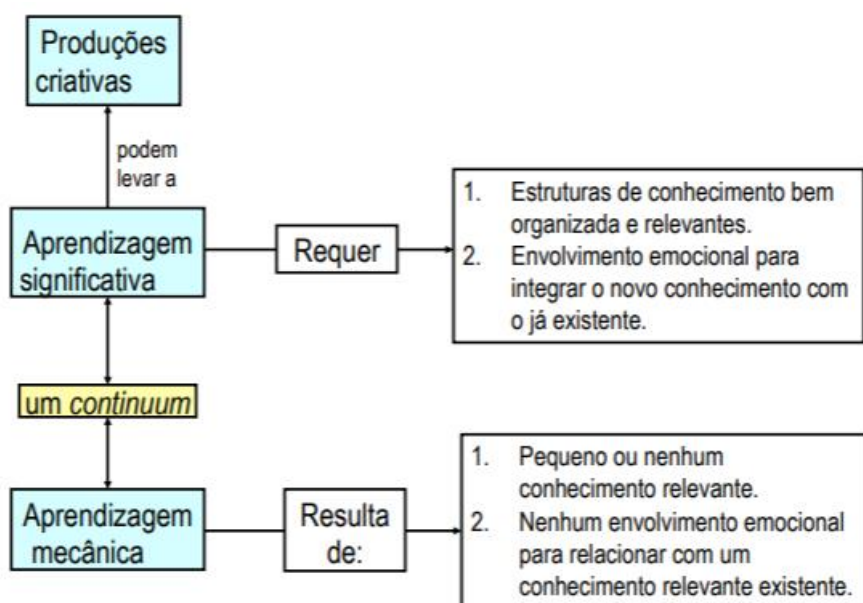 Produções
criativas
podem
levar a
Aprendizagem
significativa
Requer
1. Estruturas de conhecimento bem
organizada e relevantes.
2. Envolvimento emocional para
integrar o novo conhecimento com
o já existente.
um continuum
Aprendizagem
mecânica
Resulta
de:
1. Pequeno ou nenhum
conhecimento relevante.
2. Nenhum envolvimento emocional
para relacionar com um
conhecimento relevante existente.